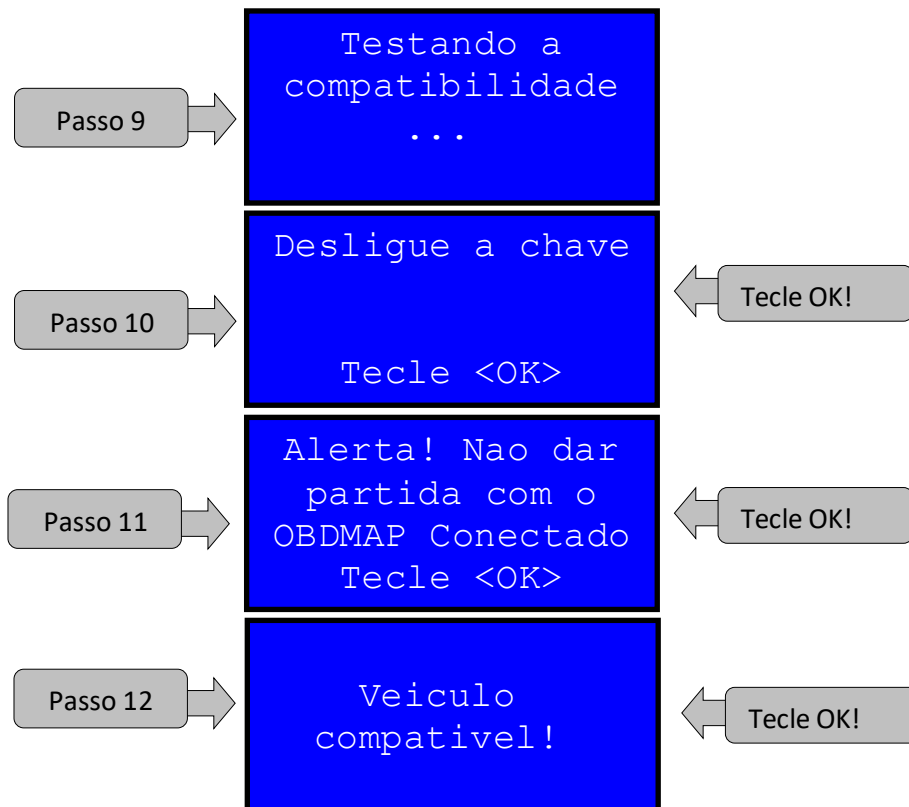 Passo 9
Testando a
compatibilidade
...
Passo 10
Desligue a chave
Tecle <OK>
Tecle OK!
Passo 11
Alerta! Nao dar
partida com o
OBDMAP Conectado
Tecle <OK>
Tecle OK!
Passo 12
Veiculo
compativel!
Tecle OK!